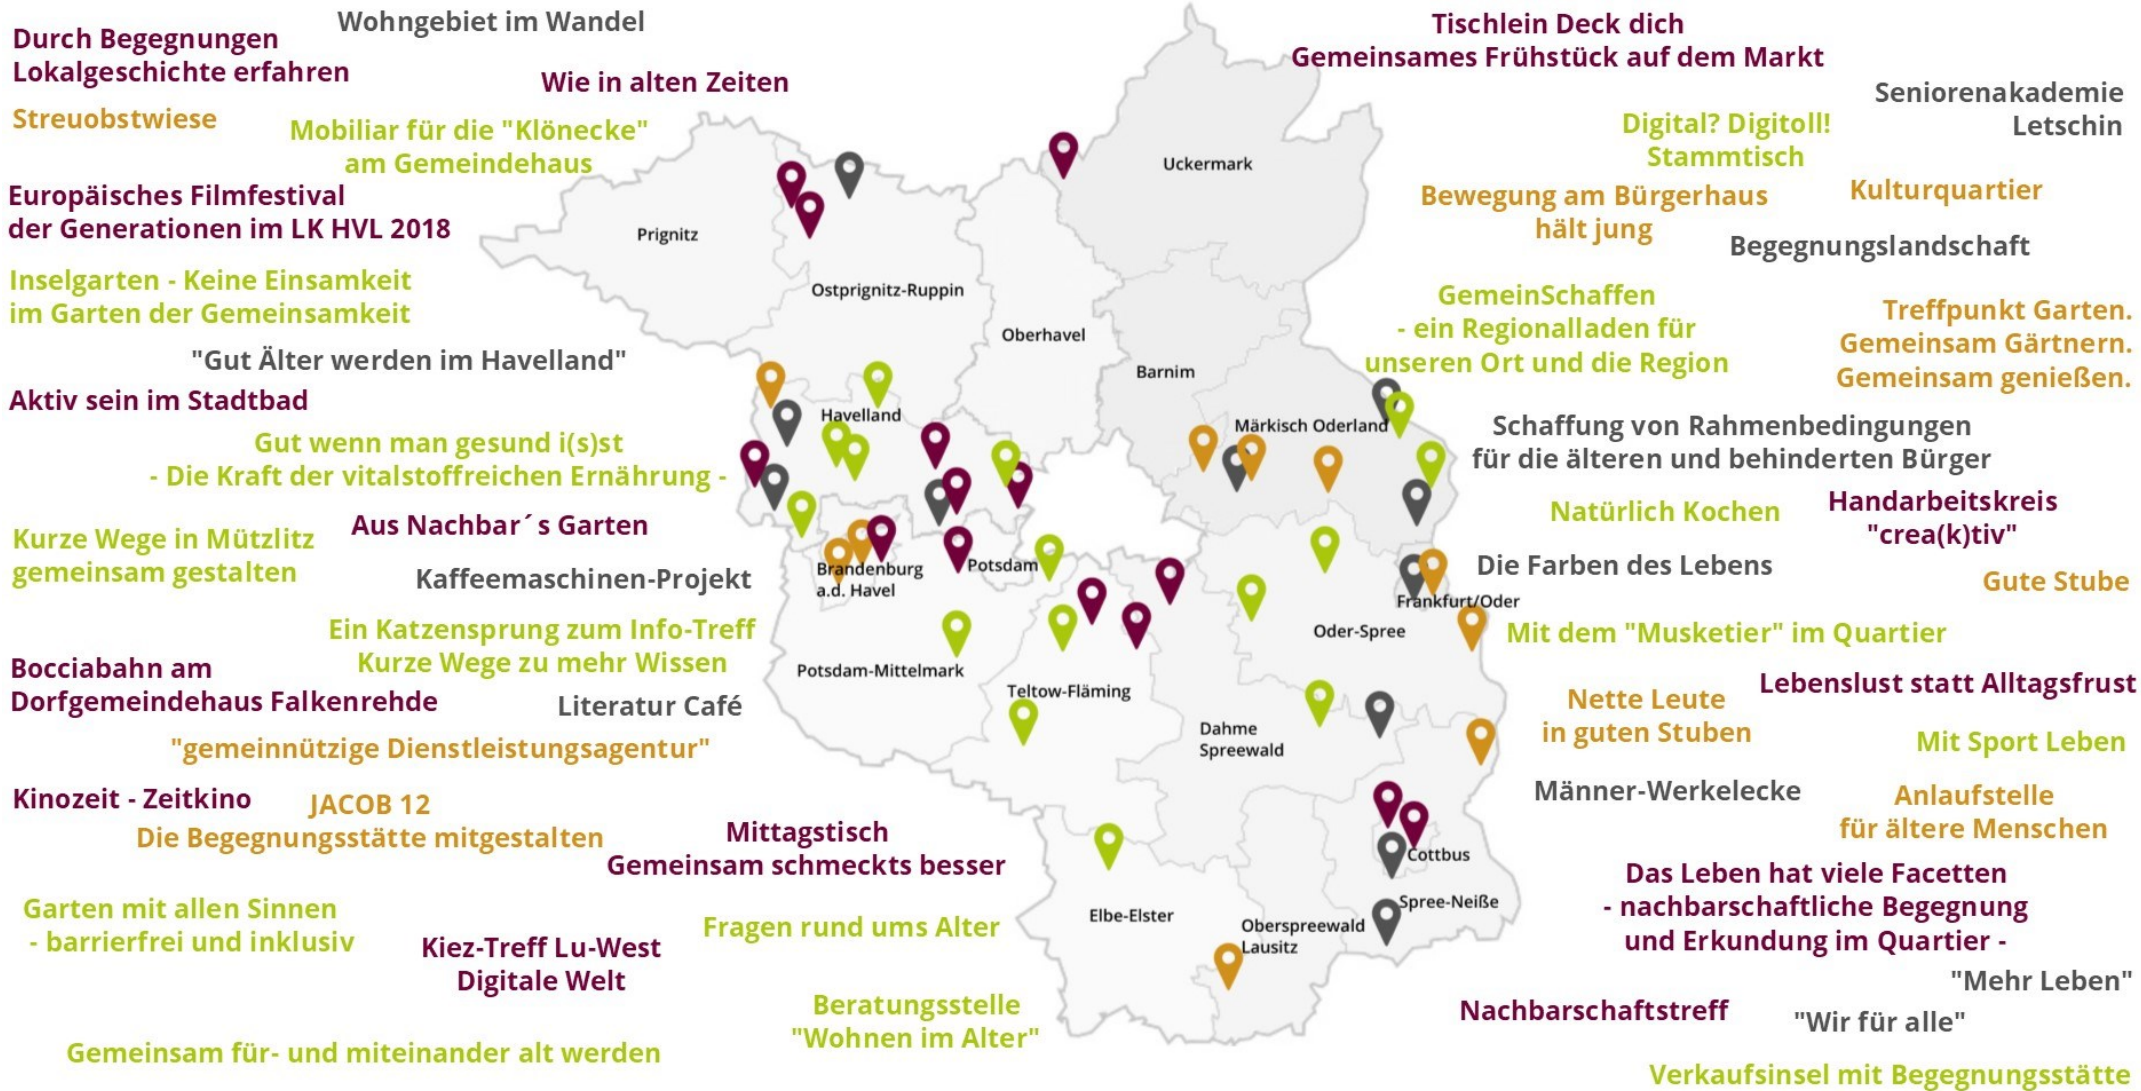 Wohngebiet im Wandel
Durch Begegnungen
Lokalgeschichte erfahren
Wie in alten Zeiten
Streuobstwiese
Mobiliar für die "Klönecke"
am Gemeindehaus
Europäisches Filmfestival
der Generationen im LK HVL 2018
Inselgarten - Keine Einsamkeit
im Garten der Gemeinsamkeit
"Gut Älter werden im Havelland"
Aktiv sein im Stadtbad
Gut wenn man gesund i(s)st
- Die Kraft der vitalstoffreichen Ernährung -
Aus Nachbar´s Garten
Kurze Wege in Mützlitz
gemeinsam gestalten
Kaffeemaschinen-Projekt
Ein Katzensprung zum Info-Treff
Kurze Wege zu mehr Wissen
Bocciabahn am
Dorfgemeindehaus Falkenrehde
Literatur Café
"gemeinnützige Dienstleistungsagentur"
Kinozeit - Zeitkino
JACOB 12
Die Begegnungsstätte mitgestalten
Mittagstisch
Gemeinsam schmeckts besser
Garten mit allen Sinnen
- barrierfrei und inklusiv
Fragen rund ums Alter
Kiez-Treff Lu-West
Digitale Welt
Beratungsstelle
"Wohnen im Alter"
Gemeinsam für- und miteinander alt werden
Uckermark
Prignitz
Ostprignitz-Ruppin
Oberhavel
Barnim
Havelland
Märkisch Oderland
Brandenburg
a.d. Havel
Potsdam
Frankfurt/Oder
Oder-Spree
Potsdam-Mittelmark
Teltow-Fläming
Dahme
Spreewald
Cottbus
Spree-Neiße
Elbe-Elster
Oberspreewald
Lausitz
Tischlein Deck dich
Gemeinsames Frühstück auf dem Markt
Seniorenakademie
Letschin
Digital? Digitoll!
Stammtisch
Bewegung am Bürgerhaus
hält jung
Kulturquartier
Begegnungslandschaft
GemeinSchaffen
- ein Regionalladen für
unseren Ort und die Region
Treffpunkt Garten.
Gemeinsam Gärtnern.
Gemeinsam genießen.
Schaffung von Rahmenbedingungen
für die älteren und behinderten Bürger
Natürlich Kochen
Handarbeitskreis
"crea(k)tiv"
Die Farben des Lebens
Gute Stube
Mit dem "Musketier" im Quartier
Lebenslust statt Alltagsfrust
Nette Leute
in guten Stuben
Mit Sport Leben
Männer-Werkelecke
Anlaufstelle
für ältere Menschen
Das Leben hat viele Facetten
- nachbarschaftliche Begegnung
und Erkundung im Quartier -
"Mehr Leben"
Nachbarschaftstreff
"Wir für alle"
Verkaufsinsel mit Begegnungsstätte